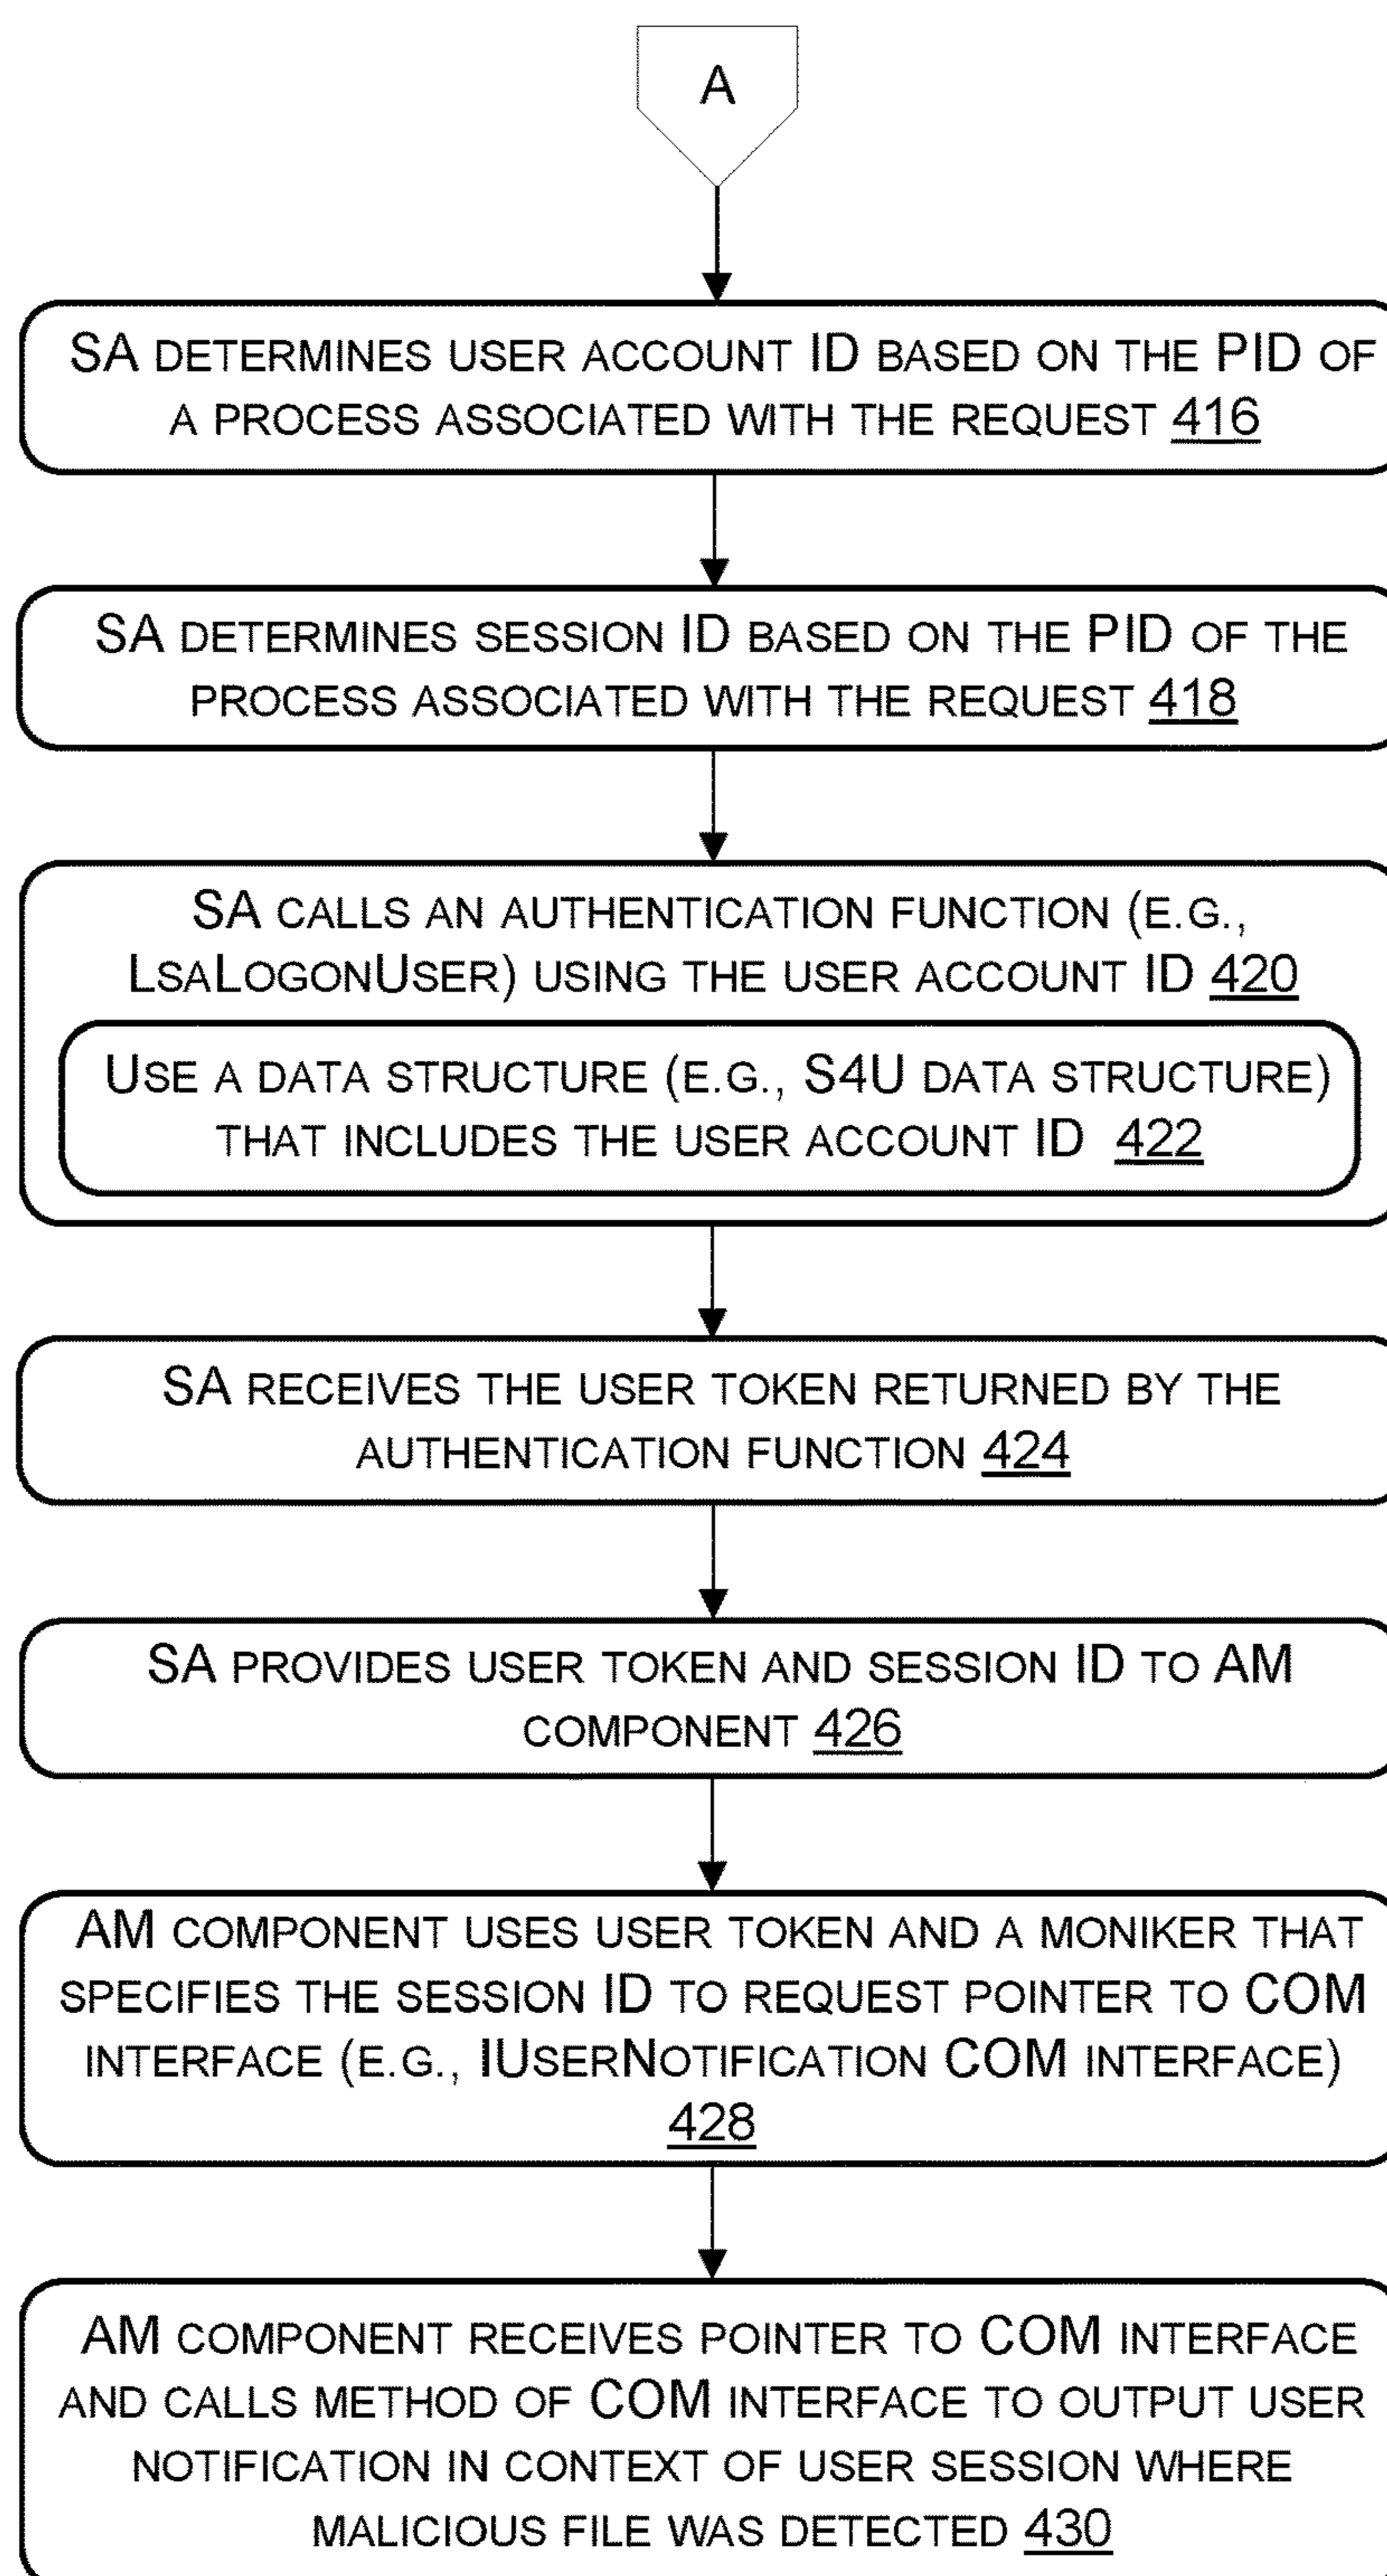 A
SA DETERMINES USER ACCOUNT ID BASED ON THE PID OF
A PROCESS ASSOCIATED WITH THE REQUEST 416
SA DETERMINES SESSION ID BASED ON THE PID OF THE
PROCESS ASSOCIATED WITH THE REQUEST 418
SA CALLS AN AUTHENTICATION FUNCTION (E.G.,
LSALOGONUSER) USING THE USER ACCOUNT ID 420
USE A DATA STRUCTURE (E.G., S4U DATA STRUCTURE)
THAT INCLUDES THE USER ACCOUNT ID 422
SA RECEIVES THE USER TOKEN RETURNED BY THE
AUTHENTICATION FUNCTION 424
SA PROVIDES USER TOKEN AND SESSION ID TO AM
COMPONENT 426
AM COMPONENT USES USER TOKEN AND A MONIKER THAT
SPECIFIES THE SESSION ID TO REQUEST POINTER TO COM
INTERFACE (E.G., IUSERNOTIFICATION COM INTERFACE)
428
AM COMPONENT RECEIVES POINTER TO COM INTERFACE
AND CALLS METHOD OF COM INTERFACE TO OUTPUT USER
NOTIFICATION IN CONTEXT OF USER SESSION WHERE
MALICIOUS FILE WAS DETECTED 430